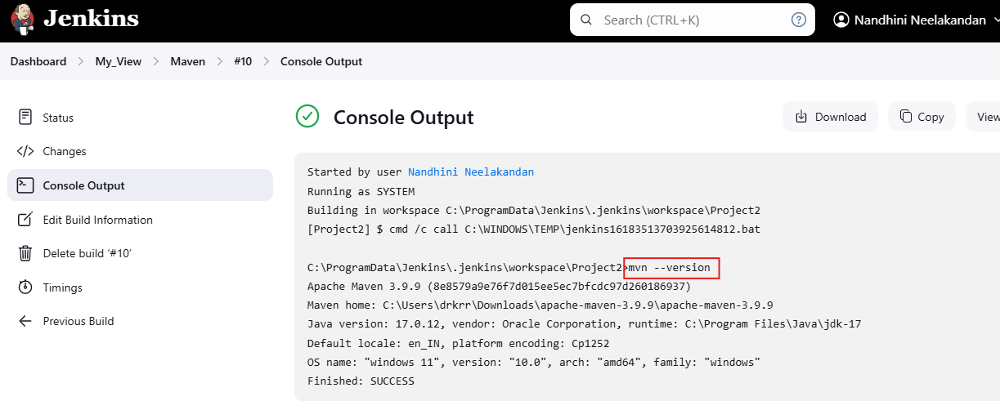 Jenkins
Search (CTRL+K)
?
Nandhini Neelakandan
Dashboard > My_View > Maven > #10 > Console Output
Status
Changes
Console Output
Edit Build Information
Delete build ‘#10’
Timings
Previous Build
Console Output
Download
Copy
View
Started by user Nandhini Neelakandan
Running as SYSTEM
Building in workspace C:\ProgramData\Jenkins\.jenkins\workspace\Project2
[Project2] $ cmd /c call C:\WINDOWS\TEMP\jenkins16183513703925614812.bat
C:\ProgramData\Jenkins\.jenkins\workspace\Project2>mvn --version
Apache Maven 3.9.9 (8e8579a9e76f7d015ee5ec7bfcdc97d260186937)
Maven home: C:\Users\drkrr\Downloads\apache-maven-3.9.9\apache-maven-3.9.9
Java version: 17.0.12, vendor: Oracle Corporation, runtime: C:\Program Files\Java\jdk-17
Default locale: en_IN, platform encoding: Cp1252
OS name: "windows 11", version: "10.0", arch: "amd64", family: "windows"
Finished: SUCCESS